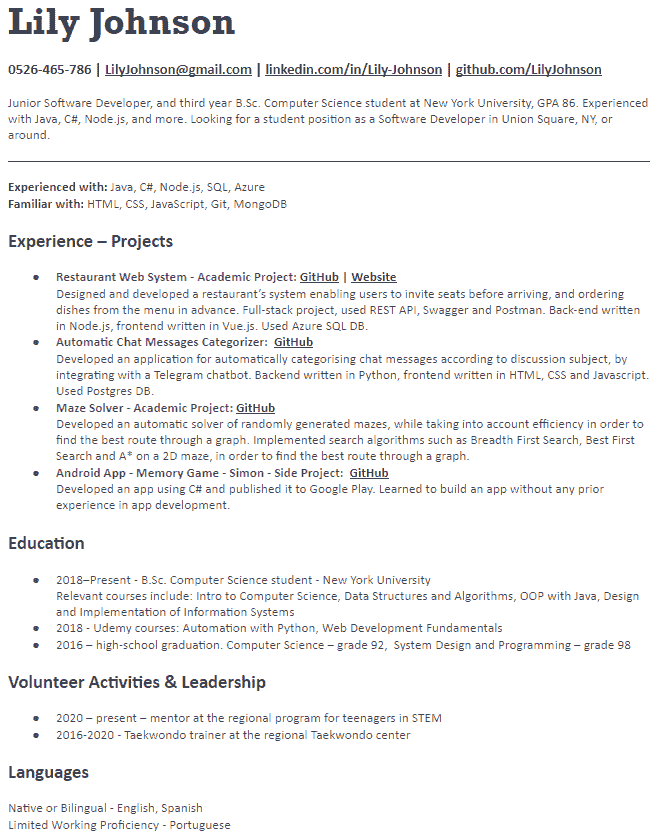 Lily Johnson
0526-465-786 | LilyJohnson@gmail.com | linkedin.com/in/Lily-Johnson | github.com/LilyJohnson
Junior Software Developer, and third year B.Sc. Computer Science student at New York University, GPA 86. Experienced
with Java, C#, Node.js, and more. Looking for a student position as a Software Developer in Union Square, NY, or
around.
Experienced with: Java, C#, Node.js, SQL, Azure
Familiar with: HTML, CSS, JavaScript, Git, MongoDB
Experience – Projects
● Restaurant Web System - Academic Project: GitHub | Website
Designed and developed a restaurant’s system enabling users to invite seats before arriving, and ordering
dishes from the menu in advance. Full-stack project, used REST API, Swagger and Postman. Back-end written
in Node.js, frontend written in Vue.js. Used Azure SQL DB.
● Automatic Chat Messages Categorizer: GitHub
Developed an application for automatically categorising chat messages according to discussion subject, by
integrating with a Telegram chatbot. Backend written in Python, frontend written in HTML, CSS and Javascript.
Used Postgres DB.
● Maze Solver - Academic Project: GitHub
Developed an automatic solver of randomly generated mazes, while taking into account efficiency in order to
find the best route through a graph. Implemented search algorithms such as Breadth First Search, Best First
Search and A* on a 2D maze, in order to find the best route through a graph.
● Android App - Memory Game - Simon - Side Project: GitHub
Developed an app using C# and published it to Google Play. Learned to build an app without any prior
experience in app development.
Education
● 2018–Present - B.Sc. Computer Science student - New York University
Relevant courses include: Intro to Computer Science, Data Structures and Algorithms, OOP with Java, Design
and Implementation of Information Systems
● 2018 - Udemy courses: Automation with Python, Web Development Fundamentals
● 2016 – high-school graduation. Computer Science – grade 92, System Design and Programming – grade 98
Volunteer Activities & Leadership
● 2020 – present – mentor at the regional program for teenagers in STEM
● 2016-2020 - Taekwondo trainer at the regional Taekwondo center
Languages
Native or Bilingual - English, Spanish
Limited Working Proficiency - Portuguese